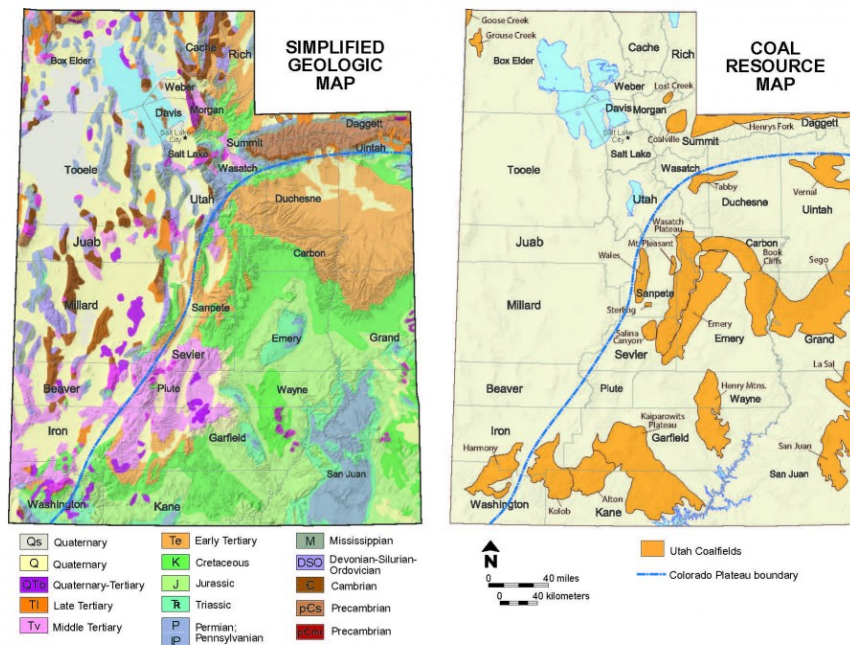 SIMPLIFIED
GEOLOGIC
MAP
Cache
Rich
Box Elder
Weber
Morgan
Davis
Salt Lake
City
Summit
Daggett
Salt Lake
Uintah
Tooele
Wasatch
Utah
Duchesne
Juab
Carbon
Millard
Sanpete
Emery
Grand
Sevier
Beaver
Piute
Wayne
Iron
Garfield
San Juan
Washington
Kane
Qs Quaternary
Q Quaternary
QTb Quaternary-Tertiary
Tl Late Tertiary
Tv Middle Tertiary
Te Early Tertiary
K Cretaceous
J Jurassic
Triassic
P Permian;
IP Pennsylvanian
M Mississippian
DSO Devonian-Silurian-
Ordovician
C Cambrian
pCs Precambrian
Precambrian
COAL
RESOURCE
MAP
Goose Creek
Grouse Creek
Cache
Rich
Box Elder
Weber
Lost Creek
Davis
Morgan
Salt Lake
City
Coalville
Summit
Henrys Fork
Daggett
Salt Lake
Tooele
Wasatch
Tabby
Vernal
Utah
Duchesne
Uintah
Wasatch
Plateau
Juab
Mt. Pleasant
Carbon
Wales
Book
Cliffs
Sego
Sanpete
Millard
Sterling
Emery
Salina
Canyon
Emery
Grand
Sevier
La Sal
Beaver
Piute
Henry Mtns.
Wayne
Kaiparowits
Plateau
Iron
Garfield
Harmony
San Juan
San Juan
Washington
Alton
Kolob
Kane
N
0 40 miles
0 40 kilometers
Utah Coalfields
Colorado Plateau boundary